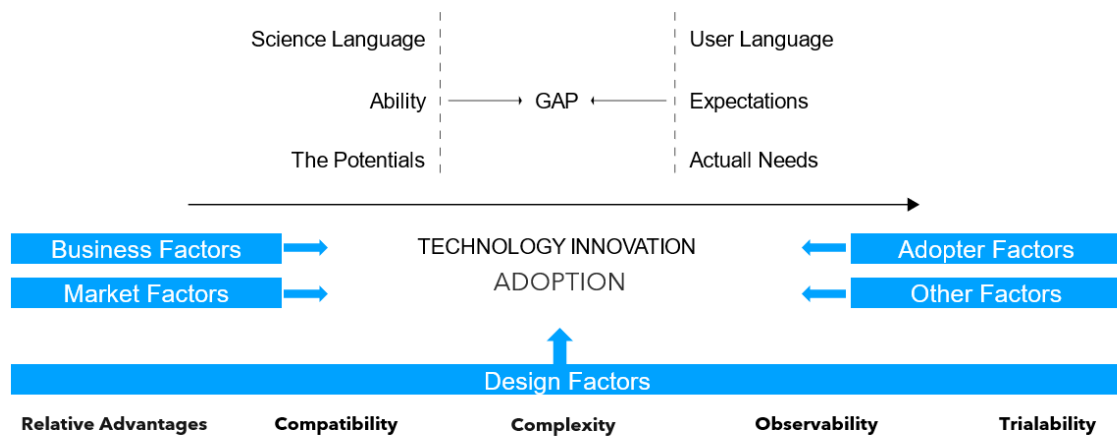 Science Language
User Language
Ability
GAP
Expectations
The Potentials
Actuall Needs
Business Factors
TECHNOLOGY INNOVATION
Adopter Factors
Market Factors
ADOPTION
Other Factors
Design Factors
Relative Advantages
Compatibility
Complexity
Observability
Trialability